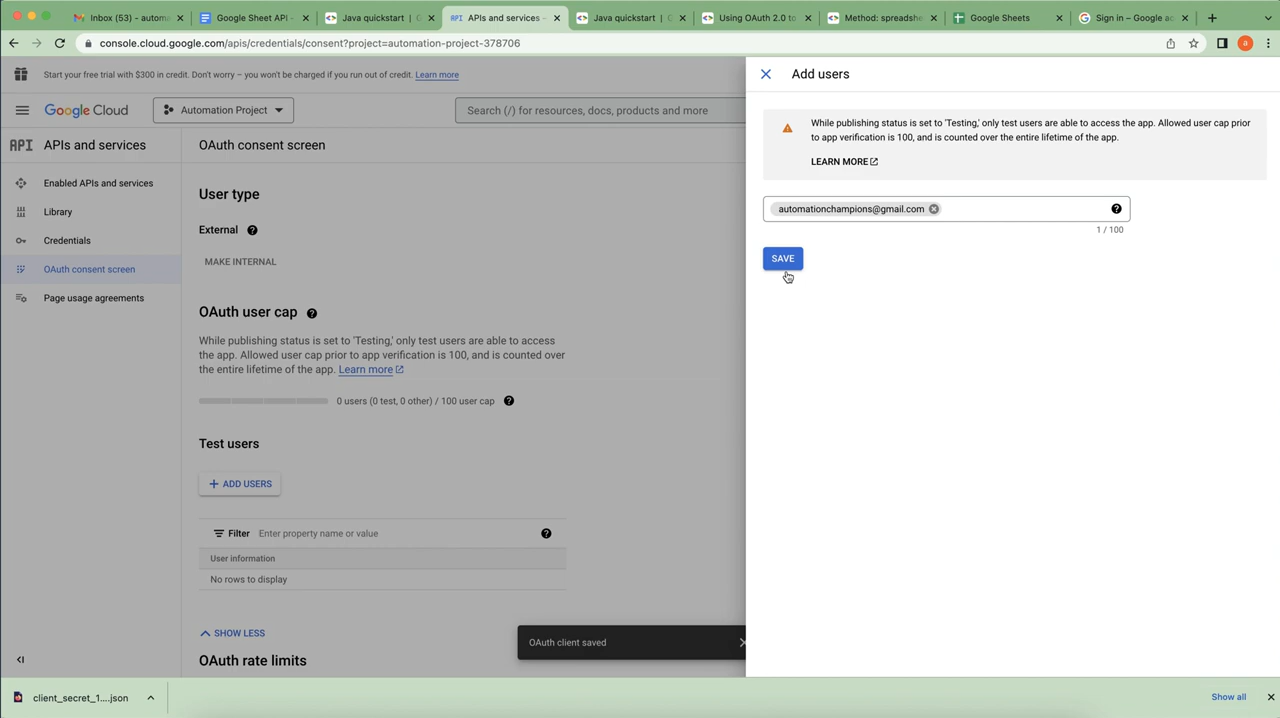 Inbox (53) - autom
Google Sheet API -
Java quickstart | G
APIs and services -
Java quickstart | G
Using OAuth 2.0 to
Method: spreadshe
Google Sheets
Sign in – Google ac
console.cloud.google.com/apis/credentials/consent?project=automation-project-378706
a
Start your free trial with $300 in credit. Don't worry – you won't be charged if you run out of credit. Learn more
Google Cloud
Automation Project
Search (/) for resources, docs, products and more
API APIs and services
Enabled APIs and services
Library
Credentials
OAuth consent screen
Page usage agreements
OAuth consent screen
User type
External
MAKE INTERNAL
OAuth user cap
While publishing status is set to 'Testing,' only test users are able to access
the app. Allowed user cap prior to app verification is 100, and is counted over
the entire lifetime of the app. Learn more
0 users (0 test, 0 other) / 100 user cap
Test users
+ ADD USERS
Filter Enter property name or value
User information
No rows to display
SHOW LESS
OAuth rate limits
OAuth client saved
Add users
While publishing status is set to 'Testing,' only test users are able to access the app. Allowed user cap prior
to app verification is 100, and is counted over the entire lifetime of the app.
LEARN MORE
automationchampions@gmail.com
1 / 100
SAVE
client_secret_1....json
Show all